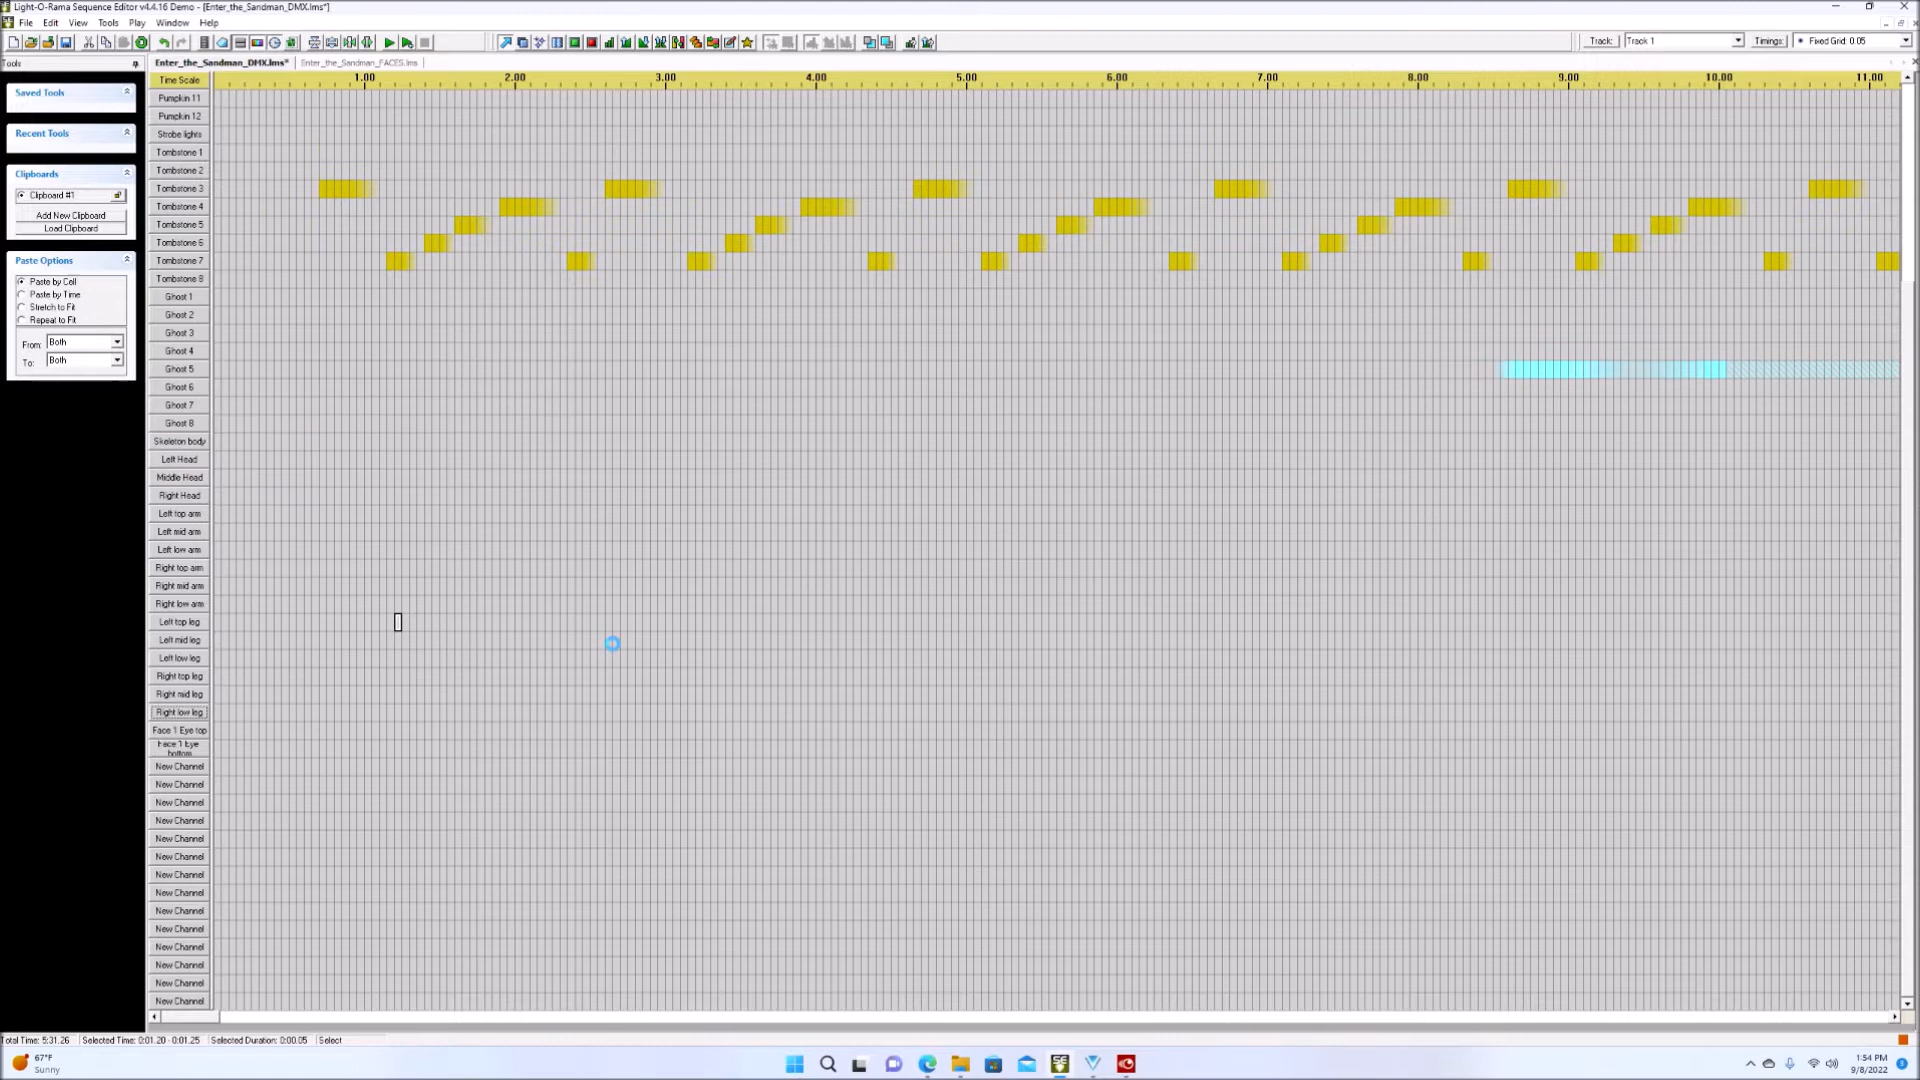 Light-O-Rama Sequence Editor v4.4.16 Demo - [Enter_the_Sandman_DMX.lms*]
File Edit View Tools Play Window Help
Track: Track 1 Timings: Fixed Grid: 0.05
Tools
Enter_the_Sandman_DMX.lms* Enter_the_Sandman_FACES.lms
Time Scale 1.00 2.00 3.00 4.00 5.00 6.00 7.00 8.00 9.00 10.00 11.00
Saved Tools
Recent Tools
Clipboards
Clipboard #1
Add New Clipboard
Load Clipboard
Paste Options
Paste by Cell
Paste by Time
Stretch to Fit
Repeat to Fit
From: Both
To: Both
Pumpkin 11
Pumpkin 12
Strobe lights
Tombstone 1
Tombstone 2
Tombstone 3
Tombstone 4
Tombstone 5
Tombstone 6
Tombstone 7
Tombstone 8
Ghost 1
Ghost 2
Ghost 3
Ghost 4
Ghost 5
Ghost 6
Ghost 7
Ghost 8
Skeleton body
Left Head
Middle Head
Right Head
Left top arm
Left mid arm
Left low arm
Right top arm
Right mid arm
Right low arm
Left top leg
Left mid leg
Left low leg
Right top leg
Right mid leg
Right low leg
Face 1 Eye top
Face 1 Eye
bottom
New Channel
New Channel
New Channel
New Channel
New Channel
New Channel
New Channel
New Channel
New Channel
New Channel
New Channel
New Channel
New Channel
New Channel
Total Time: 5:31.26 Selected Time: 0:01.20 - 0:01.25 Selected Duration: 0:00.05 Select
67°F
Sunny
SE
1:54 PM
9/8/2022